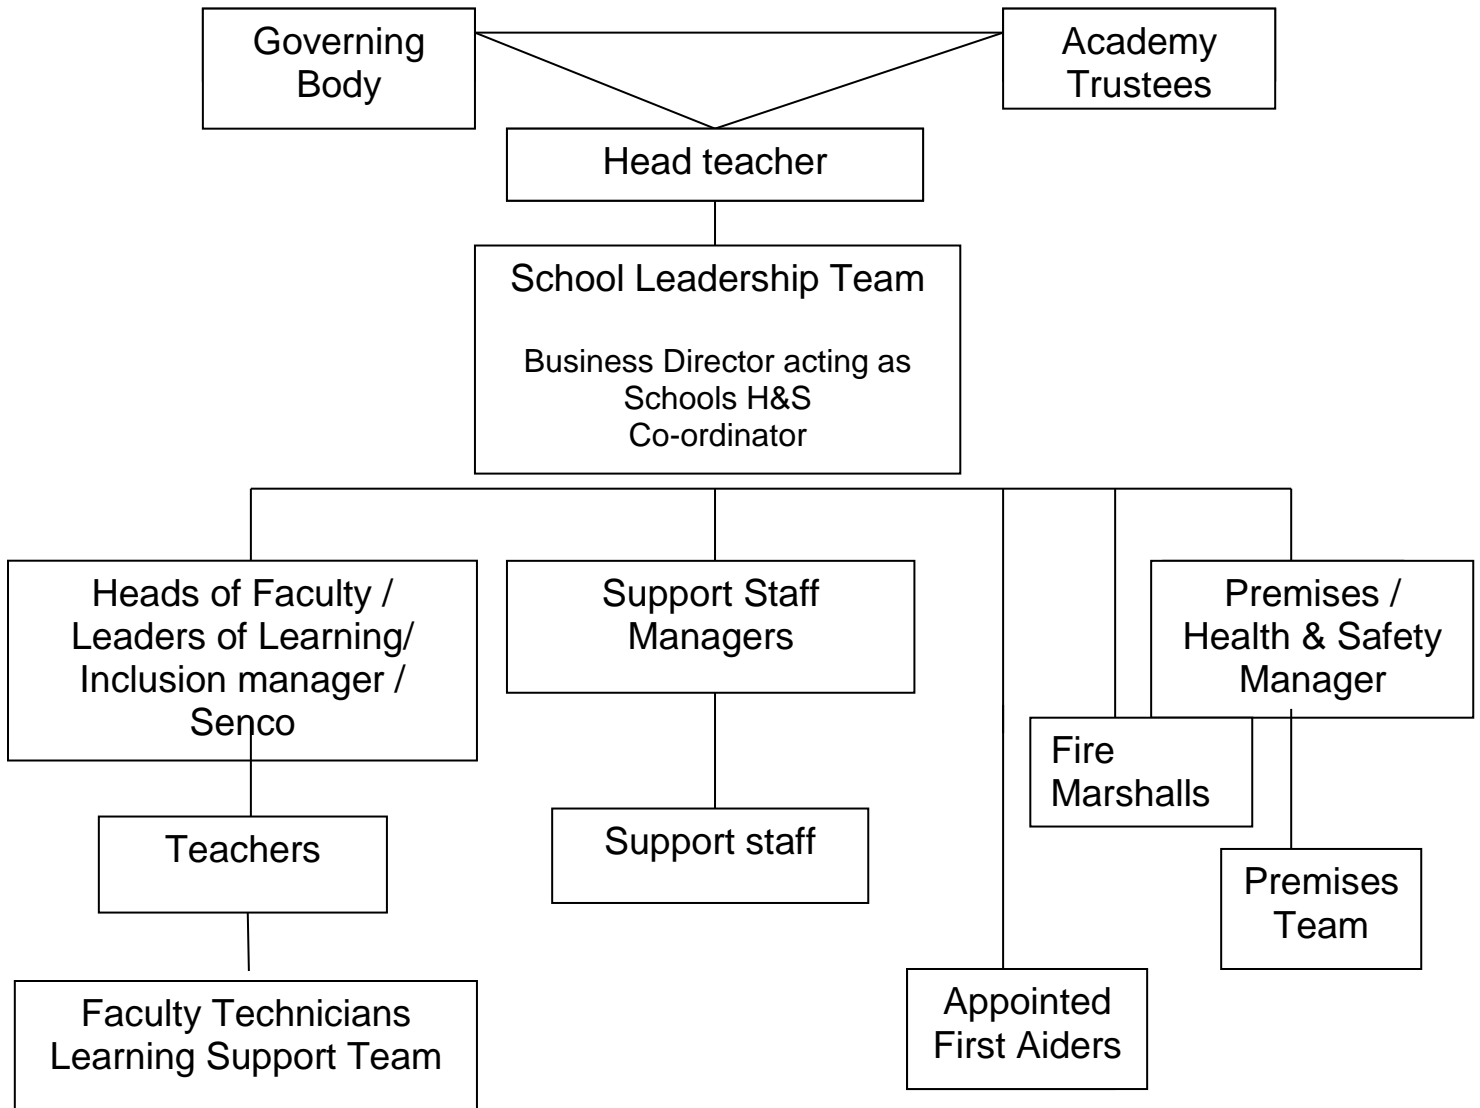 Governing
Body
Academy
Trustees
Head teacher
School Leadership Team
Business Director acting as
Schools H&S
Co-ordinator
Heads of Faculty /
Leaders of Learning/
Inclusion manager /
Senco
Support Staff
Managers
Premises /
Health & Safety
Manager
Fire
Marshalls
Teachers
Support staff
Premises
Team
Faculty Technicians
Learning Support Team
Appointed
First Aiders